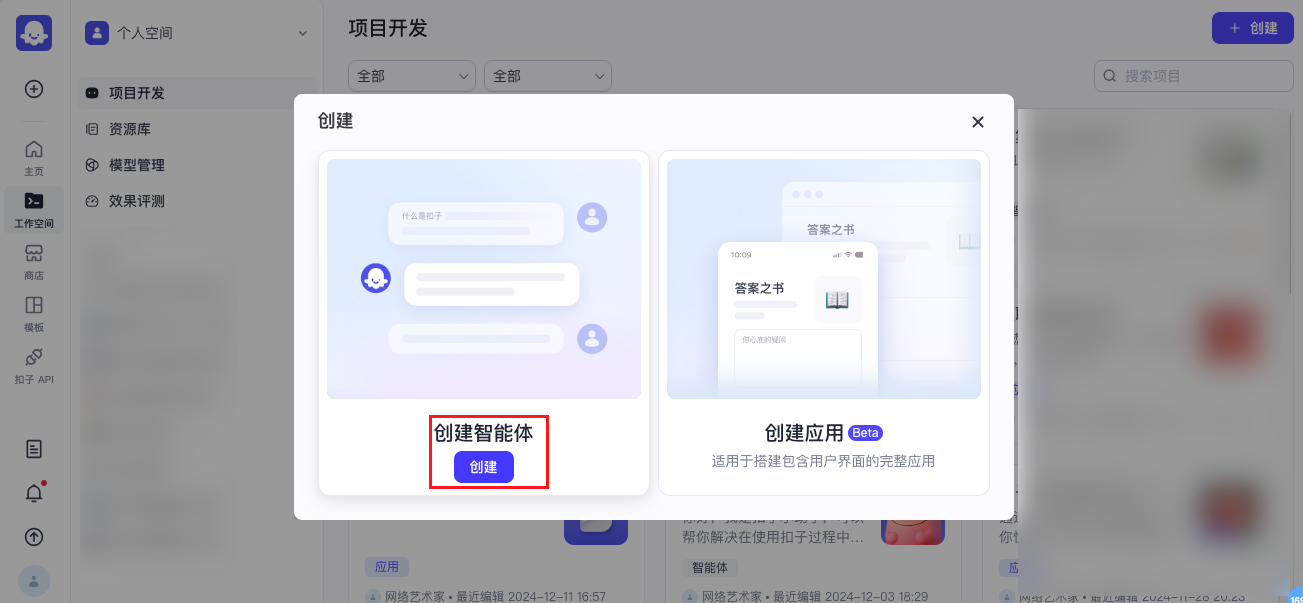 个人空间
项目开发
资源库
模型管理
效果评测
主页
工作空间
商店
模板
扣子 API
项目开发
+ 创建
全部
全部
搜索项目
创建
什么是扣子
创建智能体
创建
答案之书
10:09
答案之书
你心底的疑问
创建应用 Beta
适用于搭建包含用户界面的完整应用
帮你解决在使用扣子过程中…
应用
智能体
网络艺术家 • 最近编辑 2024-12-11 16:57
网络艺术家 • 最近编辑 2024-12-03 18:29
网络艺术家 • 最近编辑 2024-11-28 20:23